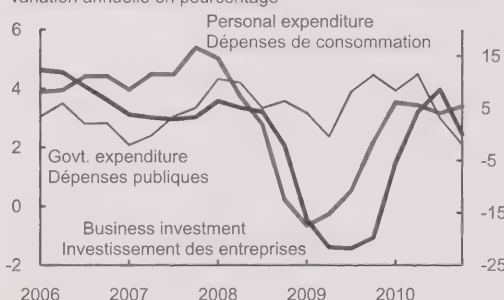 Variation annuelle en pourcentage
Personal expenditure
Dépenses de consommation
6
4
2
0
-2
15
5
-5
-15
-25
Govt. expenditure
Dépenses publiques
Business investment
Investissement des entreprises
2006 2007 2008 2009 2010